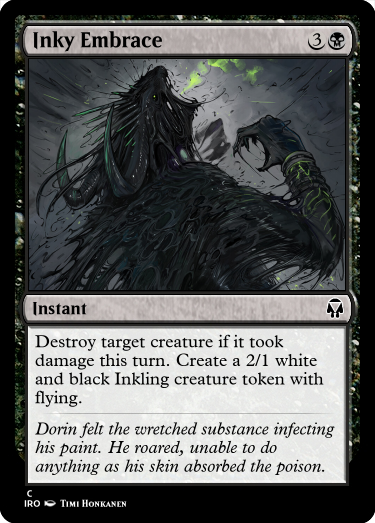 Inky Embrace 3
Instant
Destroy target creature if it took
damage this turn. Create a 2/1 white
and black Inkling creature token with
flying.
Dorin felt the wretched substance infecting
his paint. He roared, unable to do
anything as his skin absorbed the poison.
C
IRO Timi Honkanen